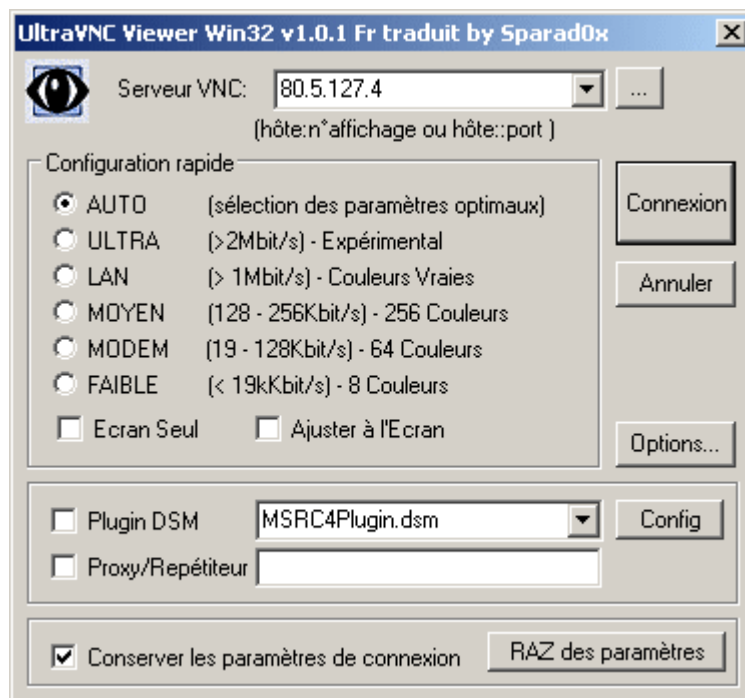 UltraVNC Viewer Win32 v1.0.1 Fr traduit by Sparad0x
Serveur VNC: 80.5.127.4 ...
(hôte:n°affichage ou hôte::port )
Configuration rapide
AUTO (sélection des paramètres optimaux) Connexion
ULTRA (>2Mbit/s) - Expérimental
LAN (> 1Mbit/s) - Couleurs Vraies Annuler
MOYEN (128 - 256Kbit/s) - 256 Couleurs
MODEM (19 - 128Kbit/s) - 64 Couleurs
FAIBLE (< 19kKbit/s) - 8 Couleurs
Ecran Seul Ajuster à l'Ecran Options...
Plugin DSM MSRC4Plugin.dsm Config
Proxy/Repétiteur
Conserver les paramètres de connexion RAZ des paramètres